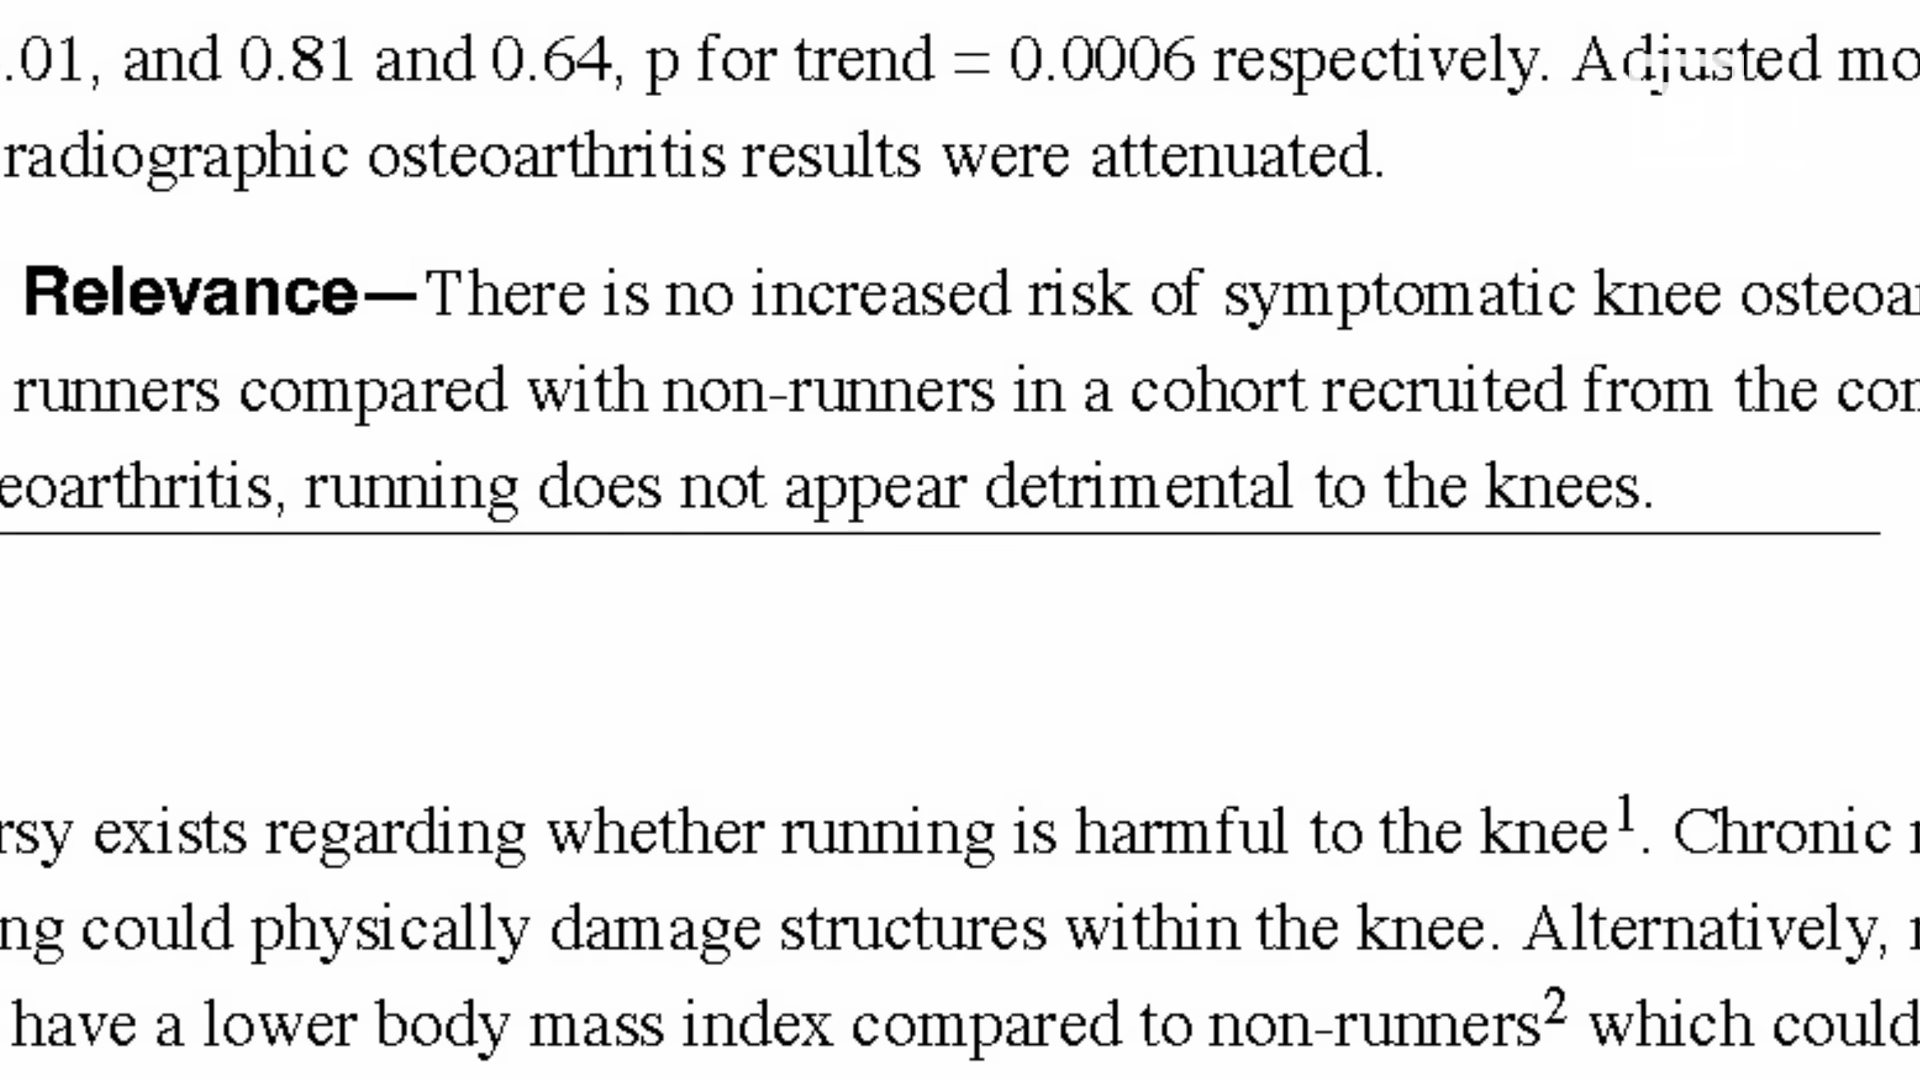 .01, and 0.81 and 0.64, p for trend = 0.0006 respectively. Adjusted mo
radiographic osteoarthritis results were attenuated.
Relevance—There is no increased risk of symptomatic knee osteoar
runners compared with non-runners in a cohort recruited from the com
eoarthritis, running does not appear detrimental to the knees.
rsy exists regarding whether running is harmful to the knee1. Chronic
ng could physically damage structures within the knee. Alternatively,
have a lower body mass index compared to non-runners2 which could